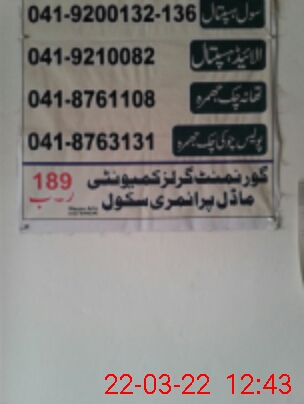 سول ہسپتال 041-9200132-136
الائیڈ ہسپتال 041-9210082
تھانہ چک جھمرہ 041-8761108
پولیس چوکی چک جھمرہ 041-8763131
گورنمنٹ گرلز کمیونٹی 189
ماڈل پرائمری سکول ر۔ب
22-03-22 12:43